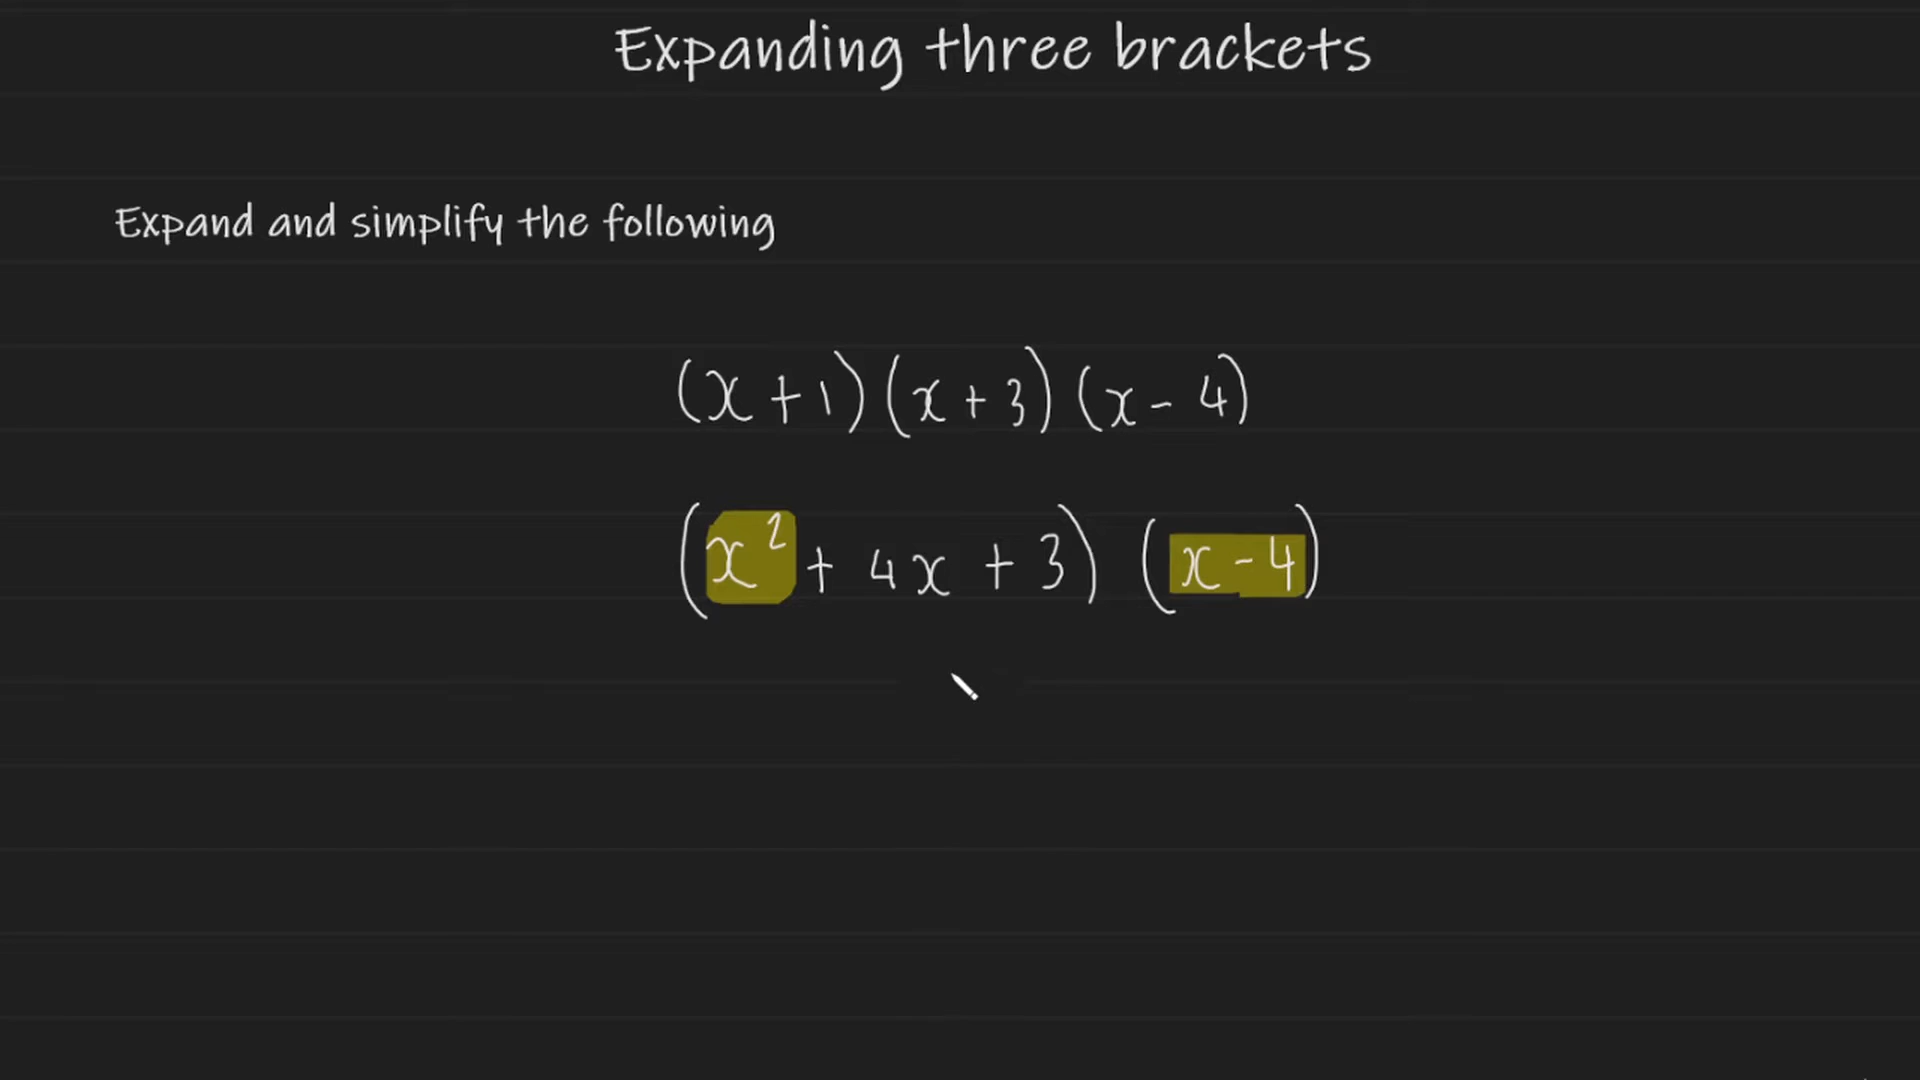 Expanding three brackets
Expand and simplify the following
(x + 1)(x + 3)(x - 4)
(x² + 4x + 3) (x - 4)